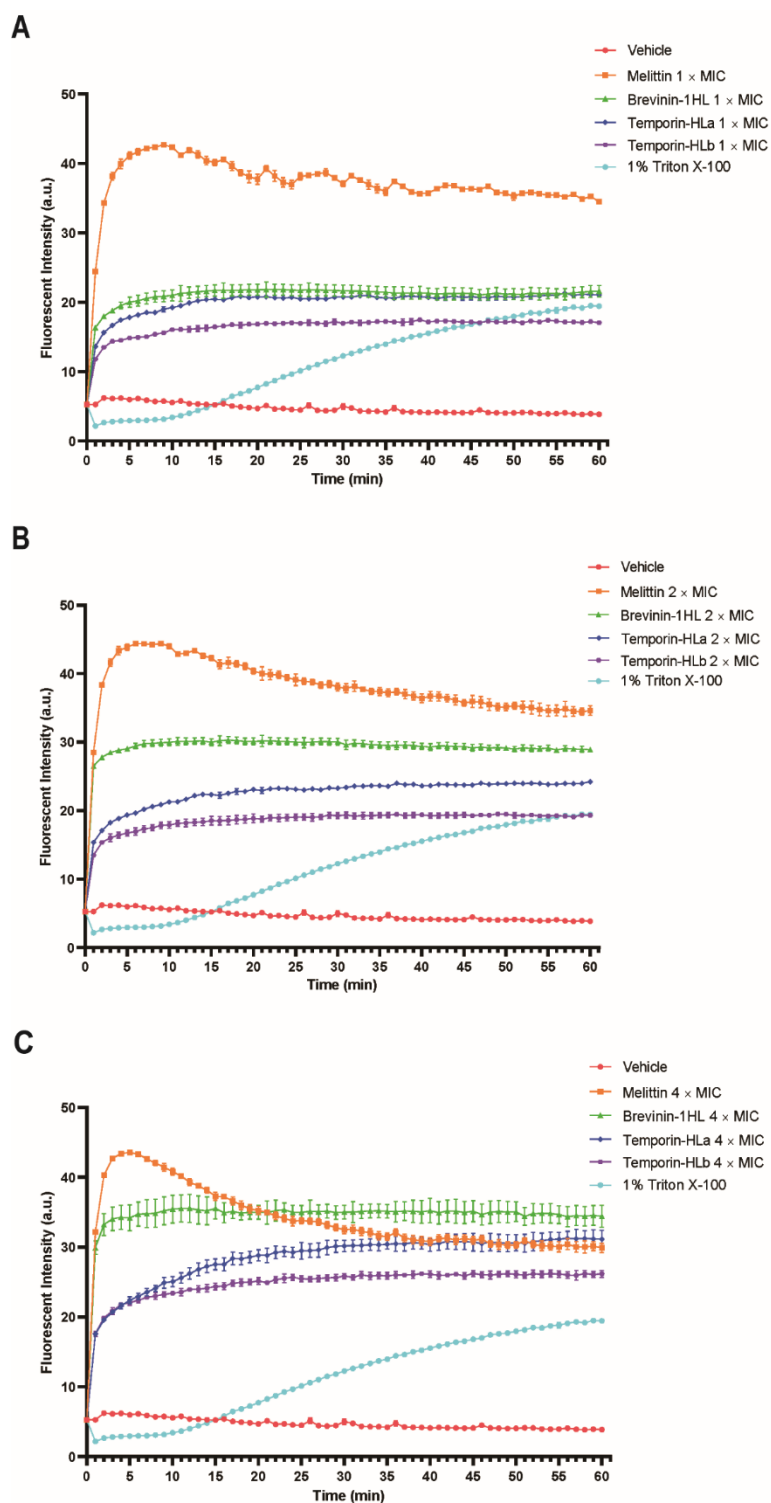 A
Vehicle
Melittin 1 × MIC
Brevinin-1HL 1 × MIC
Temporin-HLa 1 × MIC
Temporin-HLb 1 × MIC
1% Triton X-100
50
40
30
20
10
0
Fluorescent Intensity (a.u.)
0 5 10 15 20 25 30 35 40 45 50 55 60
Time (min)
B
Vehicle
Melittin 2 × MIC
Brevinin-1HL 2 × MIC
Temporin-HLa 2 × MIC
Temporin-HLb 2 × MIC
1% Triton X-100
50
40
30
20
10
0
Fluorescent Intensity (a.u.)
0 5 10 15 20 25 30 35 40 45 50 55 60
Time (min)
C
Vehicle
Melittin 4 × MIC
Brevinin-1HL 4 × MIC
Temporin-HLa 4 × MIC
Temporin-HLb 4 × MIC
1% Triton X-100
50
40
30
20
10
0
Fluorescent Intensity (a.u.)
0 5 10 15 20 25 30 35 40 45 50 55 60
Time (min)